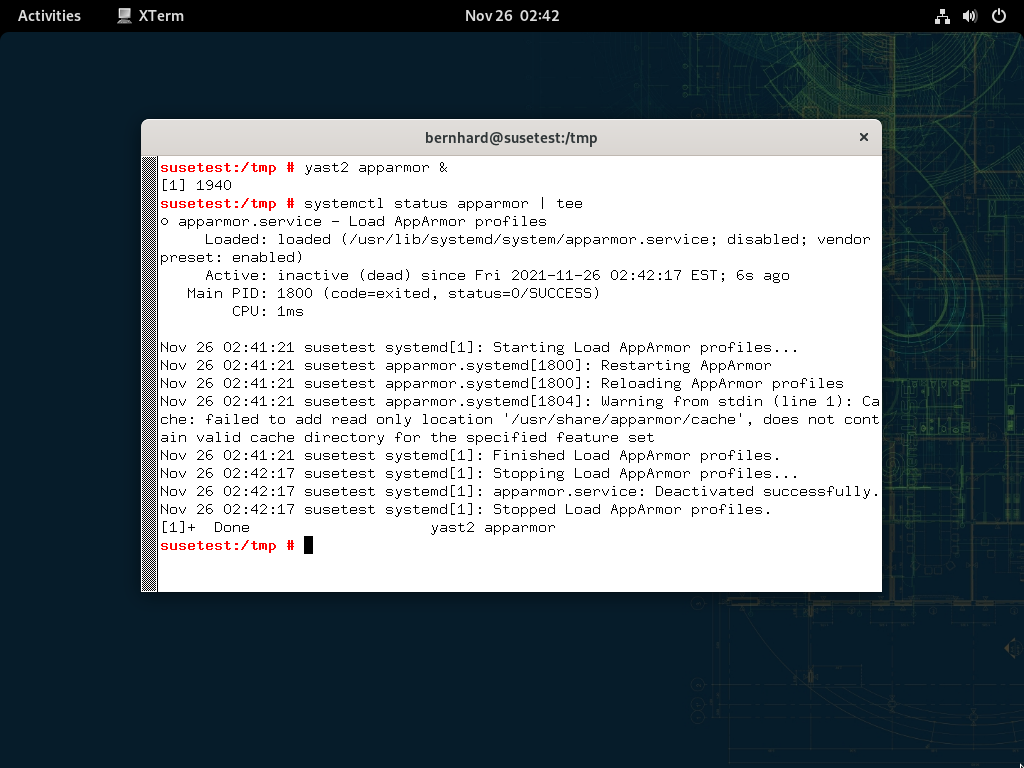 Activities XTerm Nov 26 02:42
bernhard@susetest:/tmp ×
susetest:/tmp # yast2 apparmor &
[1] 1940
susetest:/tmp # systemctl status apparmor | tee
○ apparmor.service - Load AppArmor profiles
     Loaded: loaded (/usr/lib/systemd/system/apparmor.service; disabled; vendor
preset: enabled)
     Active: inactive (dead) since Fri 2021-11-26 02:42:17 EST; 6s ago
   Main PID: 1800 (code=exited, status=0/SUCCESS)
        CPU: 1ms

Nov 26 02:41:21 susetest systemd[1]: Starting Load AppArmor profiles...
Nov 26 02:41:21 susetest apparmor.systemd[1800]: Restarting AppArmor
Nov 26 02:41:21 susetest apparmor.systemd[1800]: Reloading AppArmor profiles
Nov 26 02:41:21 susetest apparmor.systemd[1804]: Warning from stdin (line 1): Ca
che: failed to add read only location '/usr/share/apparmor/cache', does not cont
ain valid cache directory for the specified feature set
Nov 26 02:41:21 susetest systemd[1]: Finished Load AppArmor profiles.
Nov 26 02:42:17 susetest systemd[1]: Stopping Load AppArmor profiles...
Nov 26 02:42:17 susetest systemd[1]: apparmor.service: Deactivated successfully.
Nov 26 02:42:17 susetest systemd[1]: Stopped Load AppArmor profiles.
[1]+  Done                    yast2 apparmor
susetest:/tmp #